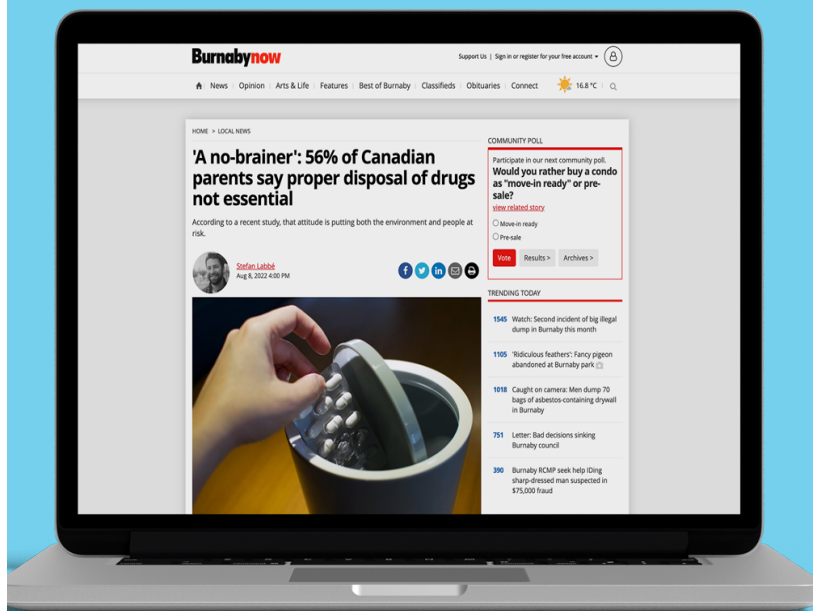 Burnabynow
Support Us | Sign in or register for your free account
News
Opinion
Arts & Life
Features
Best of Burnaby
Classifieds
Obituaries
Connect
16.8 °C
HOME > LOCAL NEWS
'A no-brainer': 56% of Canadian
parents say proper disposal of drugs
not essential
According to a recent study, that attitude is putting both the environment and people at
risk.
Stefan Labbé
Aug 8, 2022 4:00 PM
f
in
COMMUNITY POLL
Participate in our next community poll.
Would you rather buy a condo
as "move-in ready" or pre-
sale?
view related story
Move-in ready
Pre-sale
Vote
Results >
Archives >
TRENDING TODAY
1545 Watch: Second incident of big illegal
dump in Burnaby this month
1105 'Ridiculous feathers': Fancy pigeon
abandoned at Burnaby park
1018 Caught on camera: Men dump 70
bags of asbestos-containing drywall
in Burnaby
751 Letter: Bad decisions sinking
Burnaby council
390 Burnaby RCMP seek help IDing
sharp-dressed man suspected in
$75,000 fraud